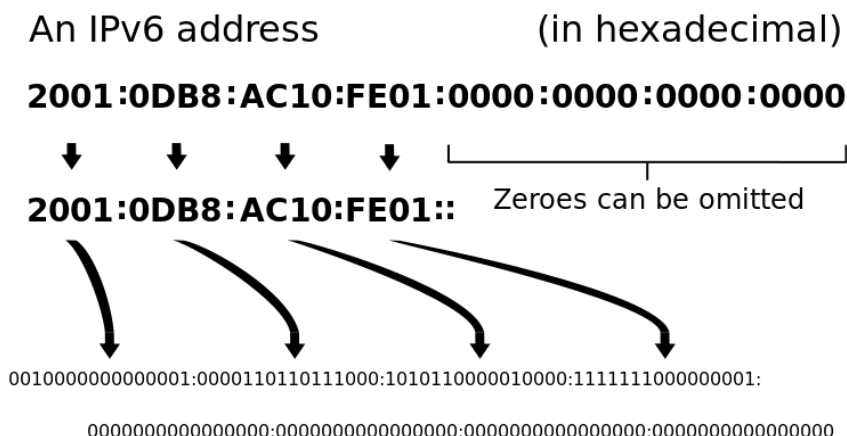 An IPv6 address (in hexadecimal)
2001:0DB8:AC10:FE01:0000:0000:0000:0000
2001:0DB8:AC10:FE01::
Zeroes can be omitted
0010000000000001:0000110110111000:1010110000010000:1111111000000001:
0000000000000000:0000000000000000:0000000000000000:0000000000000000